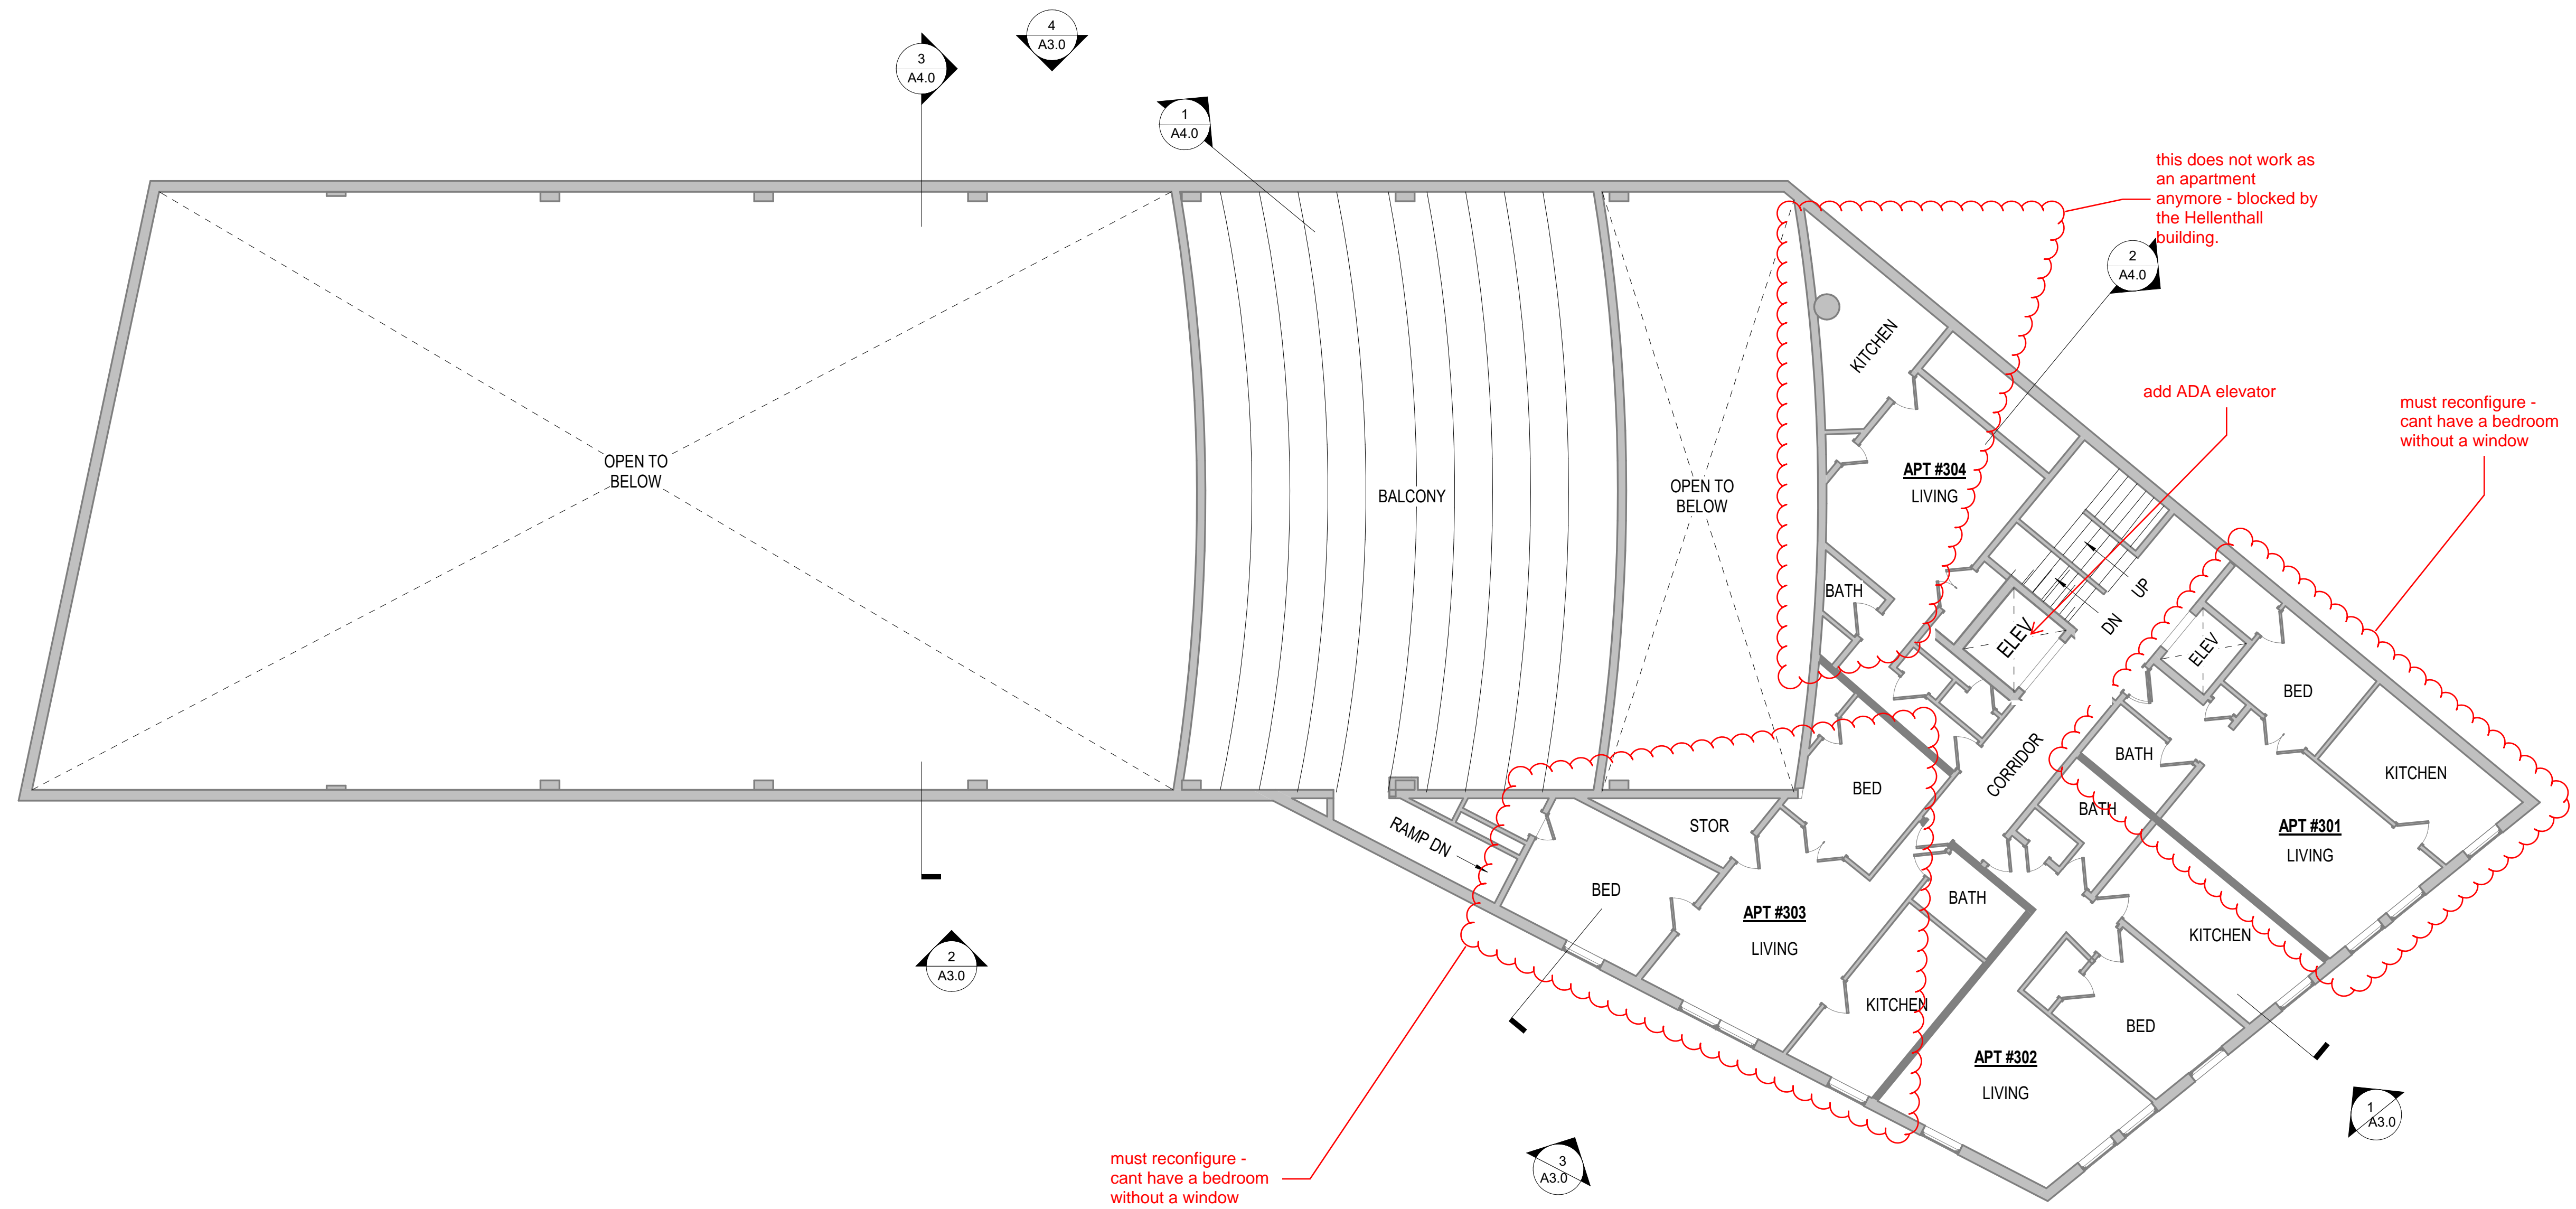 4
A3.0
3
A4.0
1
A4.0
this does not work as
an apartment
anymore - blocked by
the Hellenthall
building.
2
A4.0
KITCHEN
add ADA elevator
must reconfigure -
cant have a bedroom
without a window
OPEN TO
BELOW
BALCONY
OPEN TO
BELOW
APT #304
LIVING
BATH
UP
DN
ELEV
ELEV
BED
CORRIDOR
BATH
KITCHEN
BED
BATH
STOR
RAMP DN
APT #301
LIVING
BED
BATH
APT #303
LIVING
KITCHEN
KITCHEN
BED
APT #302
LIVING
2
A3.0
1
A3.0
3
A3.0
must reconfigure -
cant have a bedroom
without a window